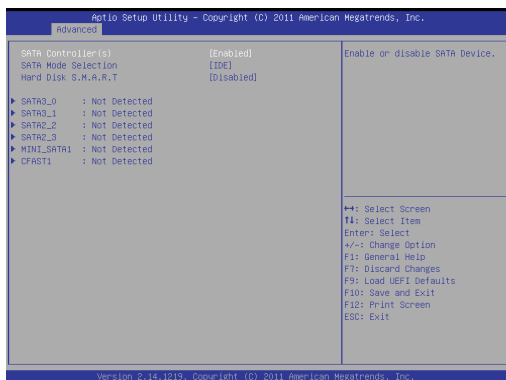 Aptio Setup Utility – Copyright (C) 2011 American Megatrends, Inc.
Advanced
SATA Controller(s) [Enabled]
SATA Mode Selection [IDE]
Hard Disk S.M.A.R.T [Disabled]
SATA3_0 : Not Detected
SATA3_1 : Not Detected
SATA2_2 : Not Detected
SATA2_3 : Not Detected
MINI_SATA1 : Not Detected
CFAST1 : Not Detected
Enable or disable SATA Device.
↔: Select Screen
↑↓: Select Item
Enter: Select
+/-: Change Option
F1: General Help
F7: Discard Changes
F9: Load UEFI Defaults
F10: Save and Exit
F12: Print Screen
ESC: Exit
Version 2.14.1219. Copyright (C) 2011 American Megatrends, Inc.